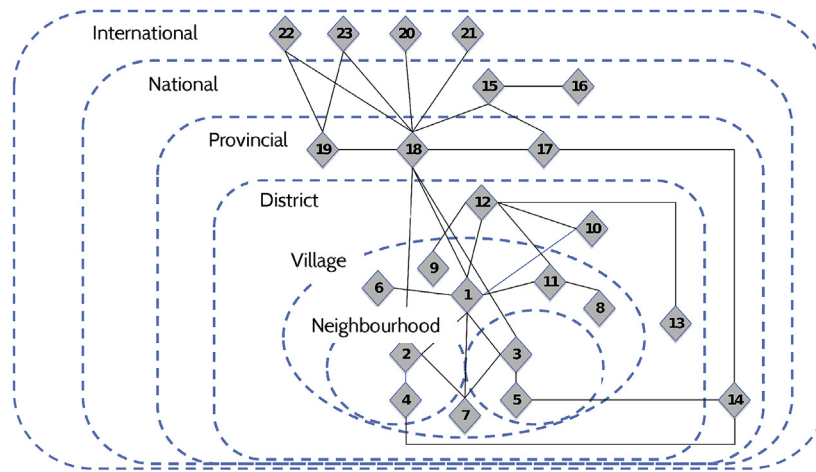 International 22 23 20 21
National 15 16
Provincial 19 18 17
District 12
10
Village 9
6 1 11
8
Neighbourhood 13
2 3
4 7 5 14